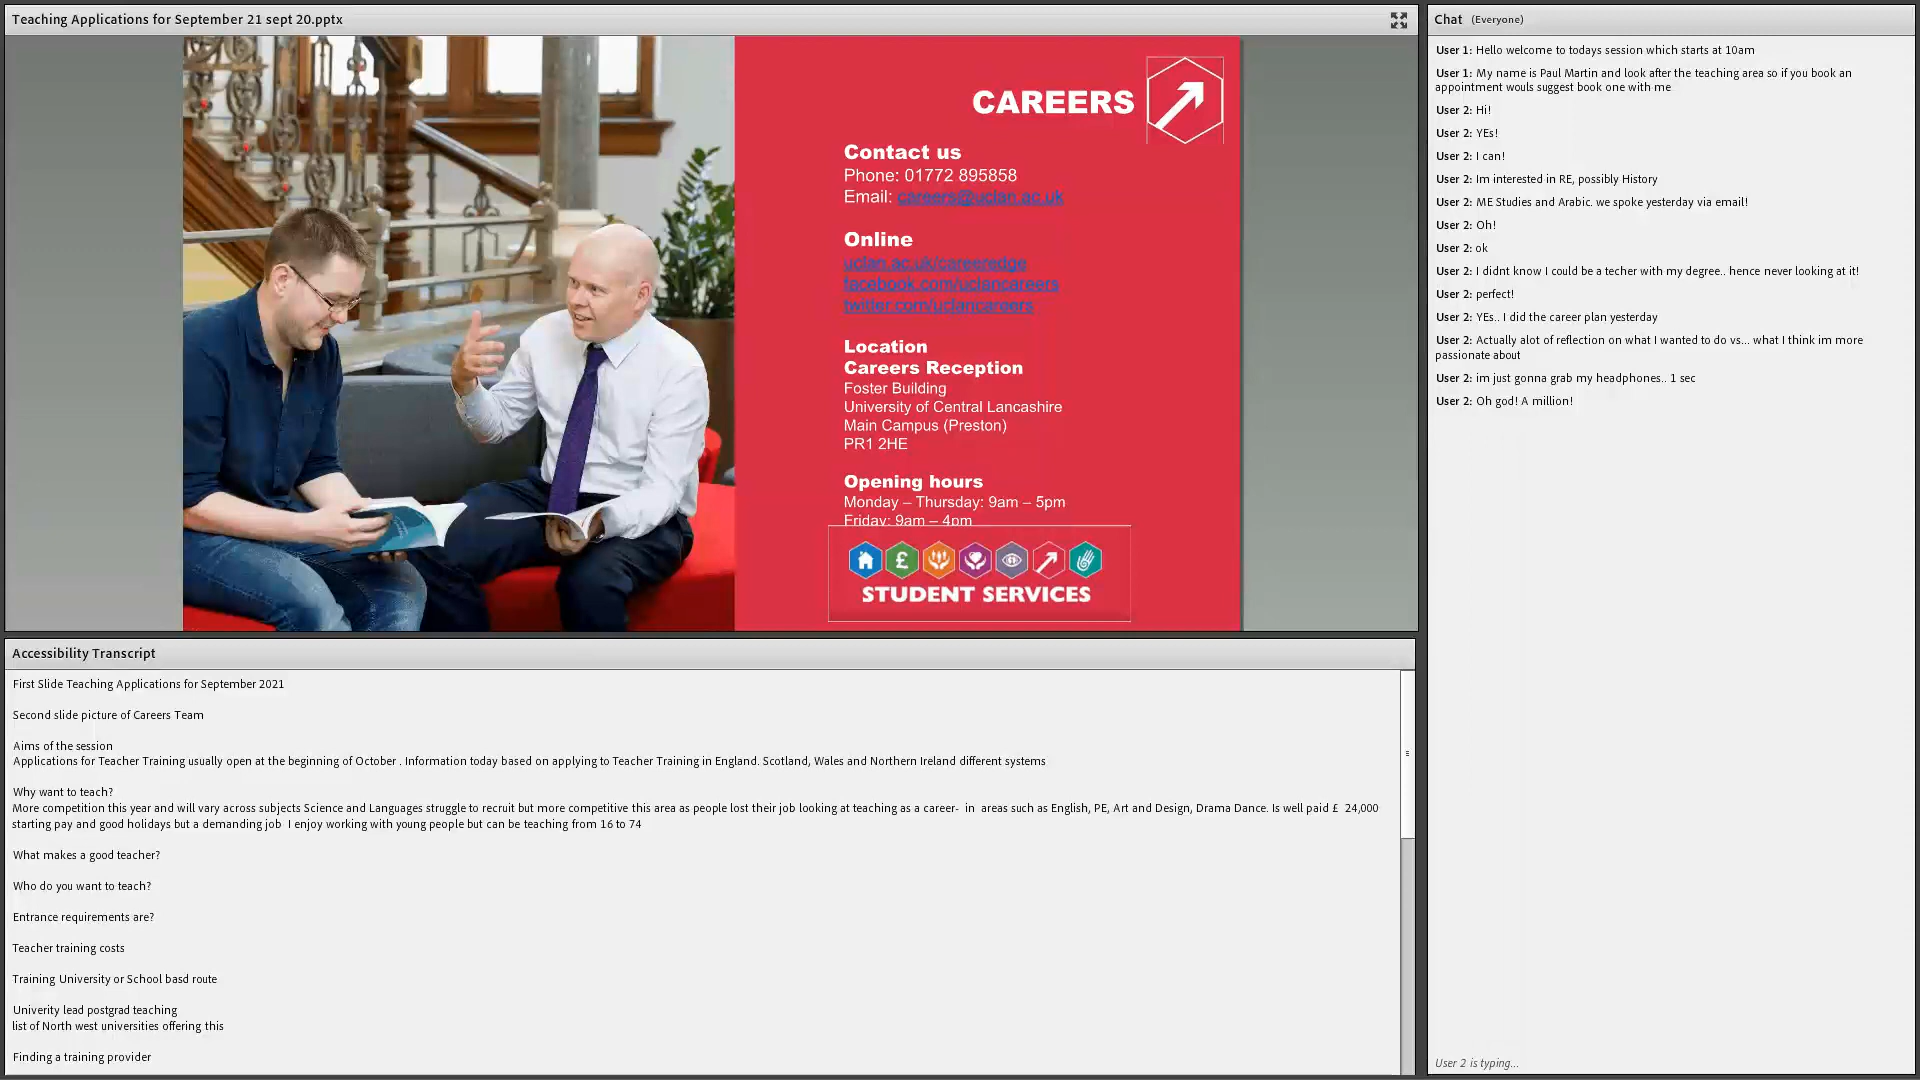 Teaching Applications for September 21 sept 20.pptx
CAREERS
Contact us
Phone: 01772 895858
Email: careers@uclan.ac.uk
Online
uclan.ac.uk/careeredge
facebook.com/uclancareers
twitter.com/uclancareers
Location
Careers Reception
Foster Building
University of Central Lancashire
Main Campus (Preston)
PR1 2HE
Opening hours
Monday – Thursday: 9am – 5pm
Friday: 9am – 4pm
£
STUDENT SERVICES
Accessibility Transcript
First Slide Teaching Applications for September 2021
Second slide picture of Careers Team
Aims of the session
Applications for Teacher Training usually open at the beginning of October . Information today based on applying to Teacher Training in England. Scotland, Wales and Northern Ireland different systems
Why want to teach?
More competition this year and will vary across subjects Science and Languages struggle to recruit but more competitive this area as people lost their job looking at teaching as a career- in areas such as English, PE, Art and Design, Drama Dance. Is well paid £ 24,000
starting pay and good holidays but a demanding job I enjoy working with young people but can be teaching from 16 to 74
What makes a good teacher?
Who do you want to teach?
Entrance requirements are?
Teacher training costs
Training University or School basd route
Univerity lead postgrad teaching
list of North west universities offering this
Finding a training provider
Chat (Everyone)
User 1: Hello welcome to todays session which starts at 10am
User 1: My name is Paul Martin and look after the teaching area so if you book an
appointment wouls suggest book one with me
User 2: Hi!
User 2: YEs!
User 2: I can!
User 2: Im interested in RE, possibly History
User 2: ME Studies and Arabic. we spoke yesterday via email!
User 2: Oh!
User 2: ok
User 2: I didnt know I could be a techer with my degree.. hence never looking at it!
User 2: perfect!
User 2: YEs.. I did the career plan yesterday
User 2: Actually alot of reflection on what I wanted to do vs... what I think im more
passionate about
User 2: im just gonna grab my headphones.. 1 sec
User 2: Oh god! A million!
User 2 is typing...